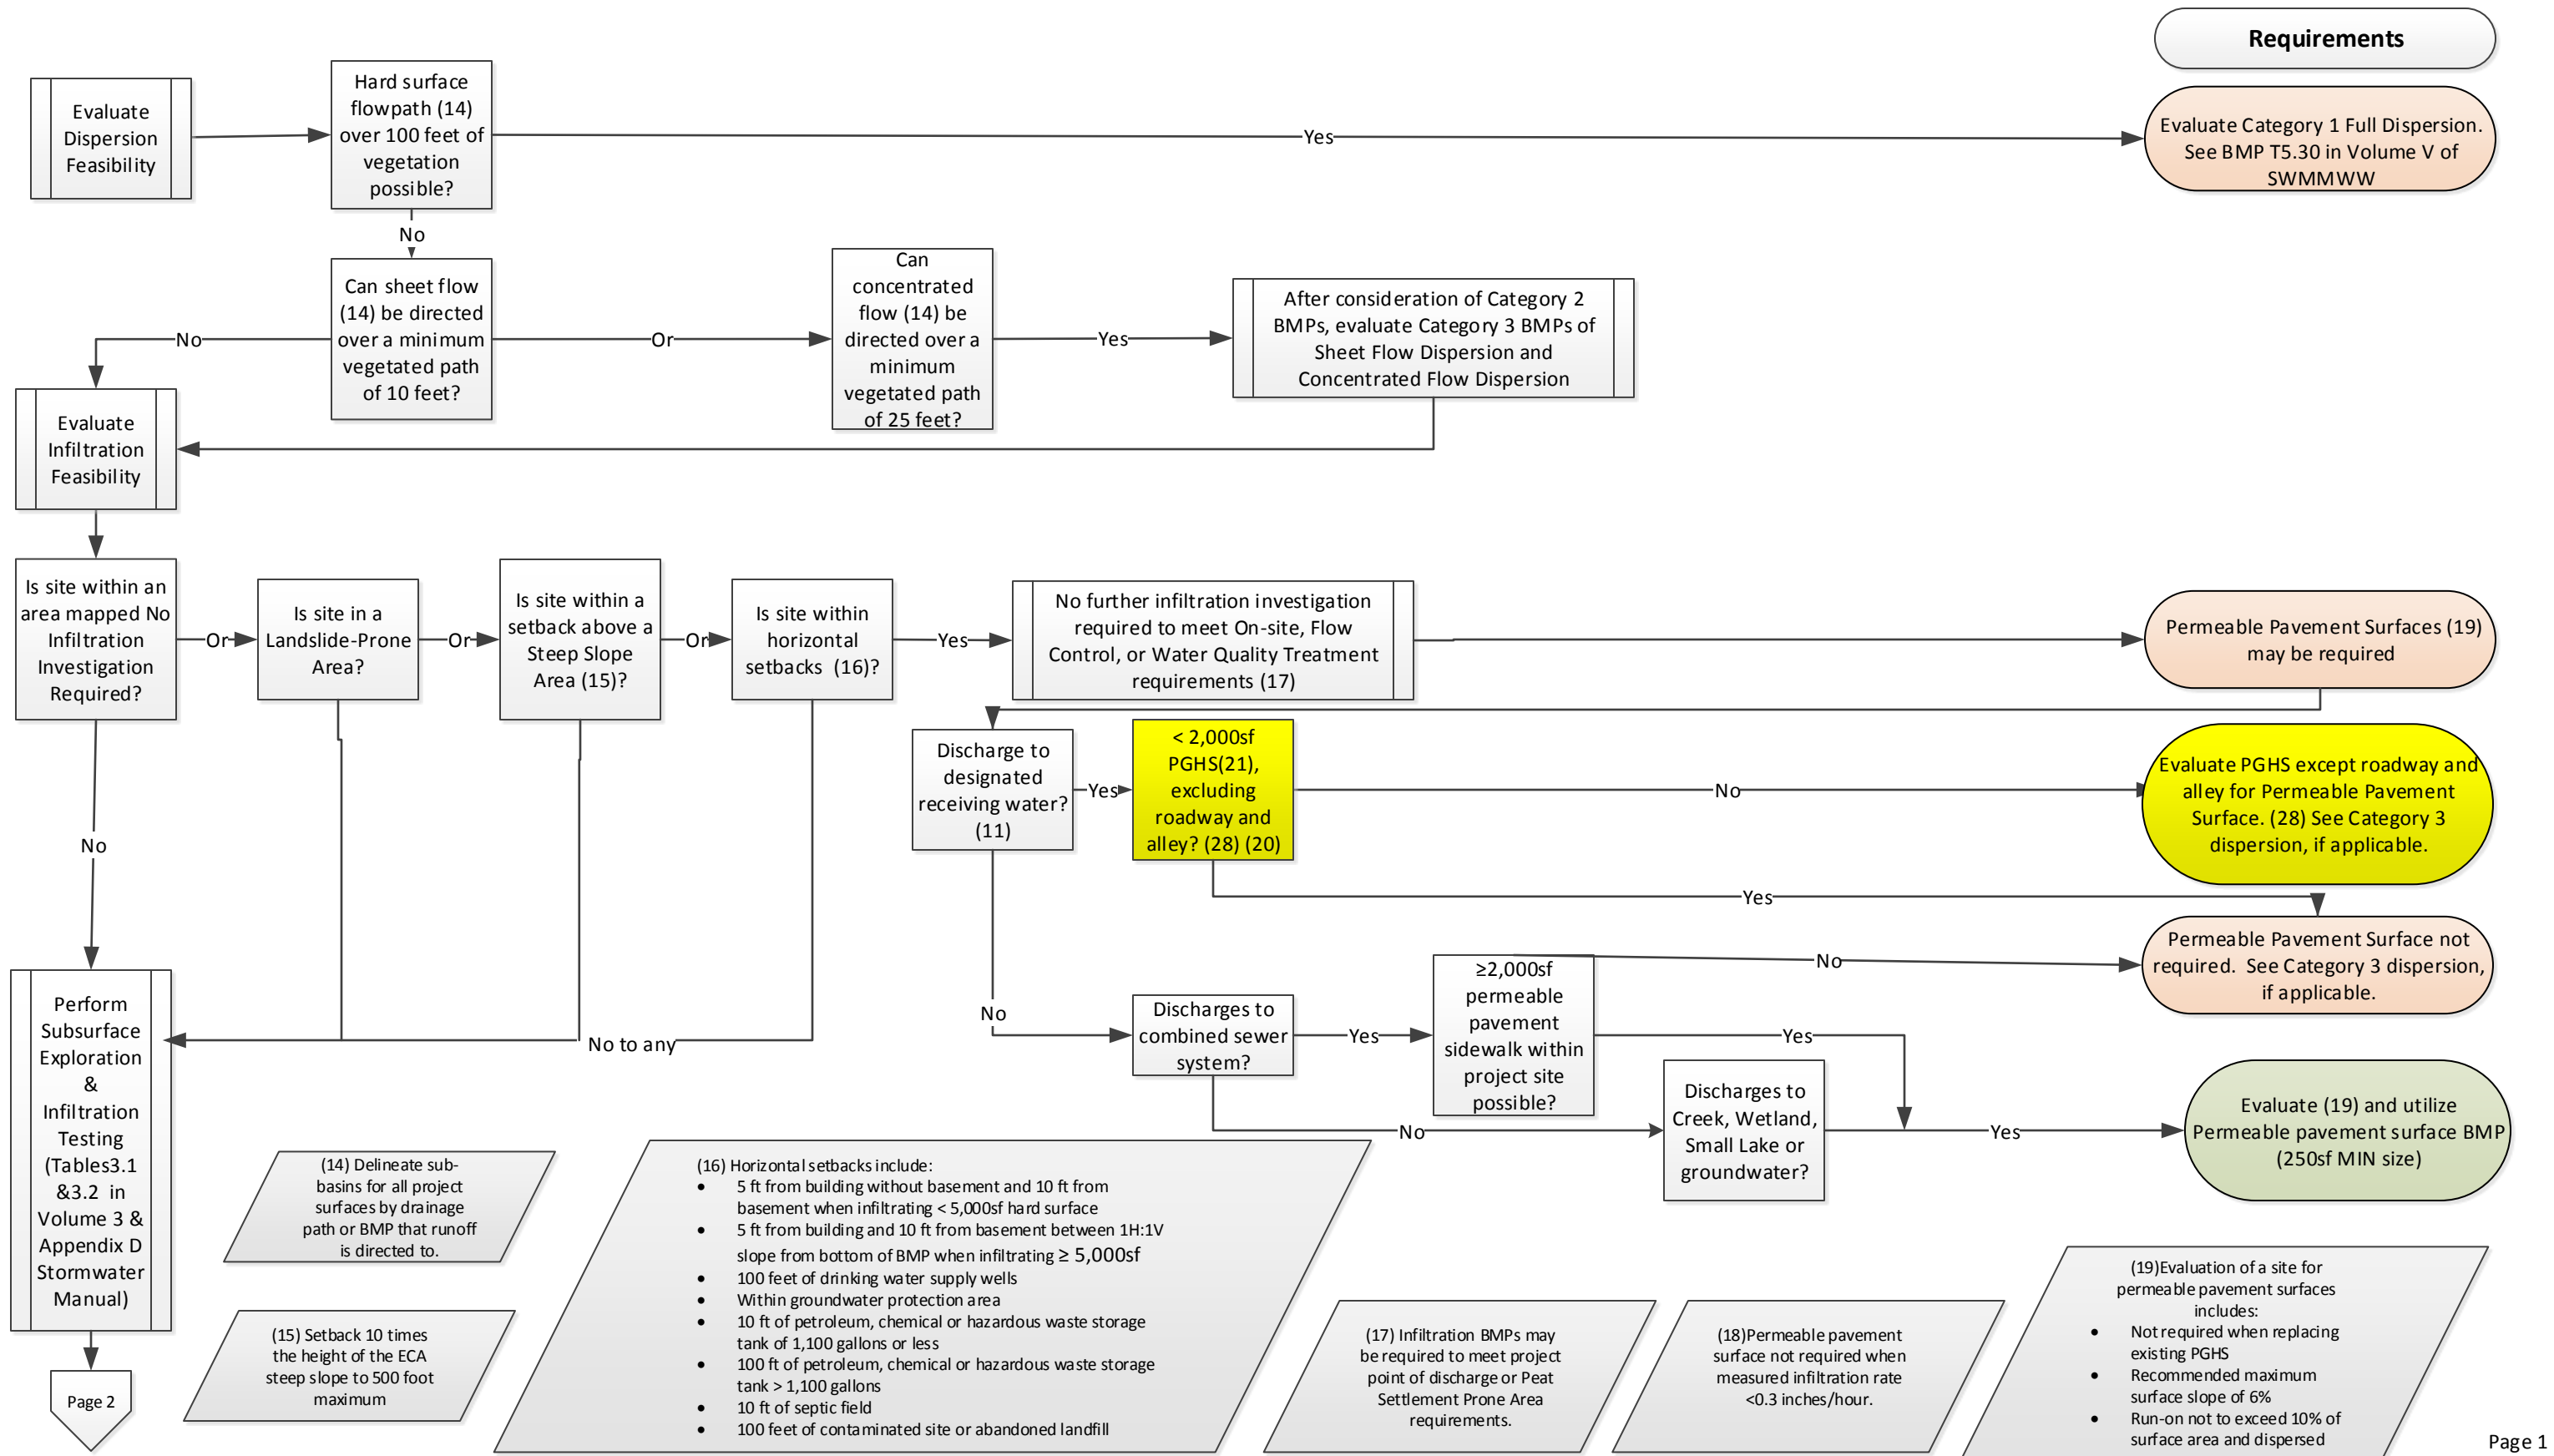 Requirements
Evaluate
Dispersion
Feasibility
Hard surface
flowpath (14)
over 100 feet of
vegetation
possible?
Yes
Evaluate Category 1 Full Dispersion.
See BMP T5.30 in Volume V of
SWMMWW
No
Can sheet flow
(14) be directed
over a minimum
vegetated path
of 10 feet?
No
Or
Can
concentrated
flow (14) be
directed over a
minimum
vegetated path
of 25 feet?
Yes
After consideration of Category 2
BMPs, evaluate Category 3 BMPs of
Sheet Flow Dispersion and
Concentrated Flow Dispersion
Evaluate
Infiltration
Feasibility
Is site within an
area mapped No
Infiltration
Investigation
Required?
Or
Is site in a
Landslide-Prone
Area?
Or
Is site within a
setback above a
Steep Slope
Area (15)?
Or
Is site within
horizontal
setbacks (16)?
Yes
No further infiltration investigation
required to meet On-site, Flow
Control, or Water Quality Treatment
requirements (17)
Permeable Pavement Surfaces (19)
may be required
Discharge to
designated
receiving water?
(11)
Yes
< 2,000sf
PGHS(21),
excluding
roadway and
alley? (28) (20)
No
Evaluate PGHS except roadway and
alley for Permeable Pavement
Surface. (28) See Category 3
dispersion, if applicable.
Yes
No
No
Permeable Pavement Surface not
required. See Category 3 dispersion,
if applicable.
Discharges to
combined sewer
system?
Yes
≥2,000sf
permeable
pavement
sidewalk within
project site
possible?
No
Yes
No
Discharges to
Creek, Wetland,
Small Lake or
groundwater?
Yes
Evaluate (19) and utilize
Permeable pavement surface BMP
(250sf MIN size)
No to any
Perform
Subsurface
Exploration
&
Infiltration
Testing
(Tables3.1
&3.2 in
Volume 3 &
Appendix D
Stormwater
Manual)
Page 2
(14) Delineate sub-
basins for all project
surfaces by drainage
path or BMP that runoff
is directed to.
(15) Setback 10 times
the height of the ECA
steep slope to 500 foot
maximum
(16) Horizontal setbacks include:
• 5 ft from building without basement and 10 ft from
basement when infiltrating < 5,000sf hard surface
• 5 ft from building and 10 ft from basement between 1H:1V
slope from bottom of BMP when infiltrating ≥ 5,000sf
• 100 feet of drinking water supply wells
• Within groundwater protection area
• 10 ft of petroleum, chemical or hazardous waste storage
tank of 1,100 gallons or less
• 100 ft of petroleum, chemical or hazardous waste storage
tank > 1,100 gallons
• 10 ft of septic field
• 100 feet of contaminated site or abandoned landfill
(17) Infiltration BMPs may
be required to meet project
point of discharge or Peat
Settlement Prone Area
requirements.
(18)Permeable pavement
surface not required when
measured infiltration rate
<0.3 inches/hour.
(19)Evaluation of a site for
permeable pavement surfaces
includes:
• Not required when replacing
existing PGHS
• Recommended maximum
surface slope of 6%
• Run-on not to exceed 10% of
surface area and dispersed
Page 1